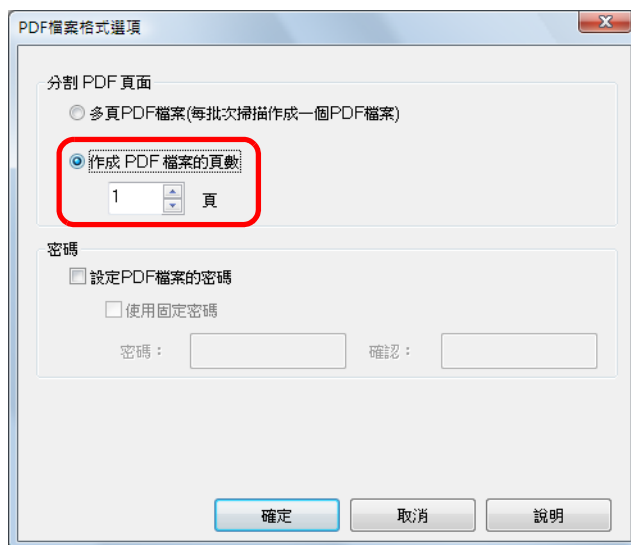 PDF檔案格式選項
分割 PDF 頁面
多頁PDF檔案(每批次掃描作成一個PDF檔案)
作成 PDF 檔案的頁數
1 頁
密碼
設定PDF檔案的密碼
使用固定密碼
密碼： 確認：
確定 取消 說明